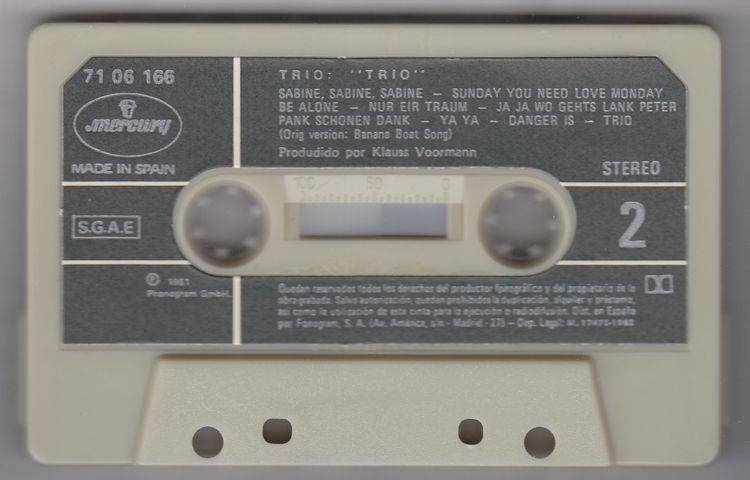 71 06 166
mercury
MADE IN SPAIN
S.G.A.E
℗ 1981
Phonogram GmbH.
TRIO: "TRIO"
SABINE, SABINE, SABINE – SUNDAY YOU NEED LOVE MONDAY
BE ALONE – NUR EIR TRAUM – JA JA WO GEHTS LANK PETER
PANK SCHONEN DANK – YA YA – DANGER IS – TRIO
(Orig version: Banana Boat Song)
Produdido por Klauss Voormann
STEREO
100 50 0
2
Quedan reservados todos los derechos del productor fonográfico y del propietario de la
obra grabada. Salvo autorización, quedan prohibidos la duplicación, alquiler y préstamo,
así como la utilización de esta cinta para la ejecución o radiodifusión. Dist. en España
por Fonogram, S. A. (Av. América, s/n - Madrid - 27) – Dep. Legal: M. 17475-1982